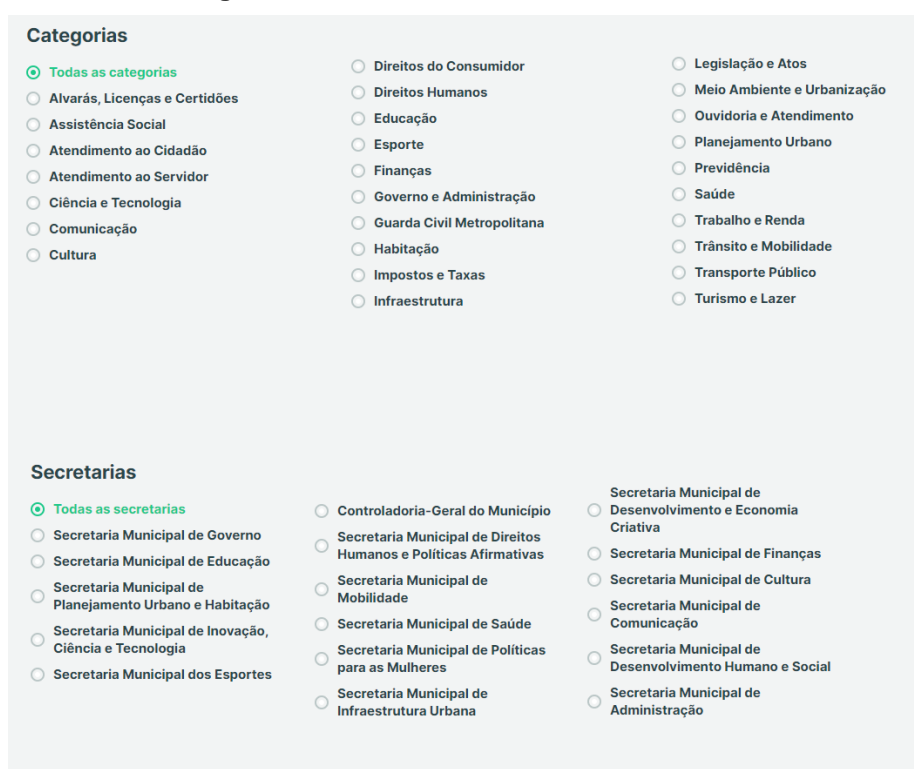 Categorias
Todas as categorias
Alvarás, Licenças e Certidões
Assistência Social
Atendimento ao Cidadão
Atendimento ao Servidor
Ciência e Tecnologia
Comunicação
Cultura
Direitos do Consumidor
Direitos Humanos
Educação
Esporte
Finanças
Governo e Administração
Guarda Civil Metropolitana
Habitação
Impostos e Taxas
Infraestrutura
Legislação e Atos
Meio Ambiente e Urbanização
Ouvidoria e Atendimento
Planejamento Urbano
Previdência
Saúde
Trabalho e Renda
Trânsito e Mobilidade
Transporte Público
Turismo e Lazer
Secretarias
Todas as secretarias
Secretaria Municipal de Governo
Secretaria Municipal de Educação
Secretaria Municipal de
Planejamento Urbano e Habitação
Secretaria Municipal de Inovação,
Ciência e Tecnologia
Secretaria Municipal dos Esportes
Controladoria-Geral do Município
Secretaria Municipal de Direitos
Humanos e Políticas Afirmativas
Secretaria Municipal de
Mobilidade
Secretaria Municipal de Saúde
Secretaria Municipal de Políticas
para as Mulheres
Secretaria Municipal de
Infraestrutura Urbana
Secretaria Municipal de
Desenvolvimento e Economia
Criativa
Secretaria Municipal de Finanças
Secretaria Municipal de Cultura
Secretaria Municipal de
Comunicação
Secretaria Municipal de
Desenvolvimento Humano e Social
Secretaria Municipal de
Administração